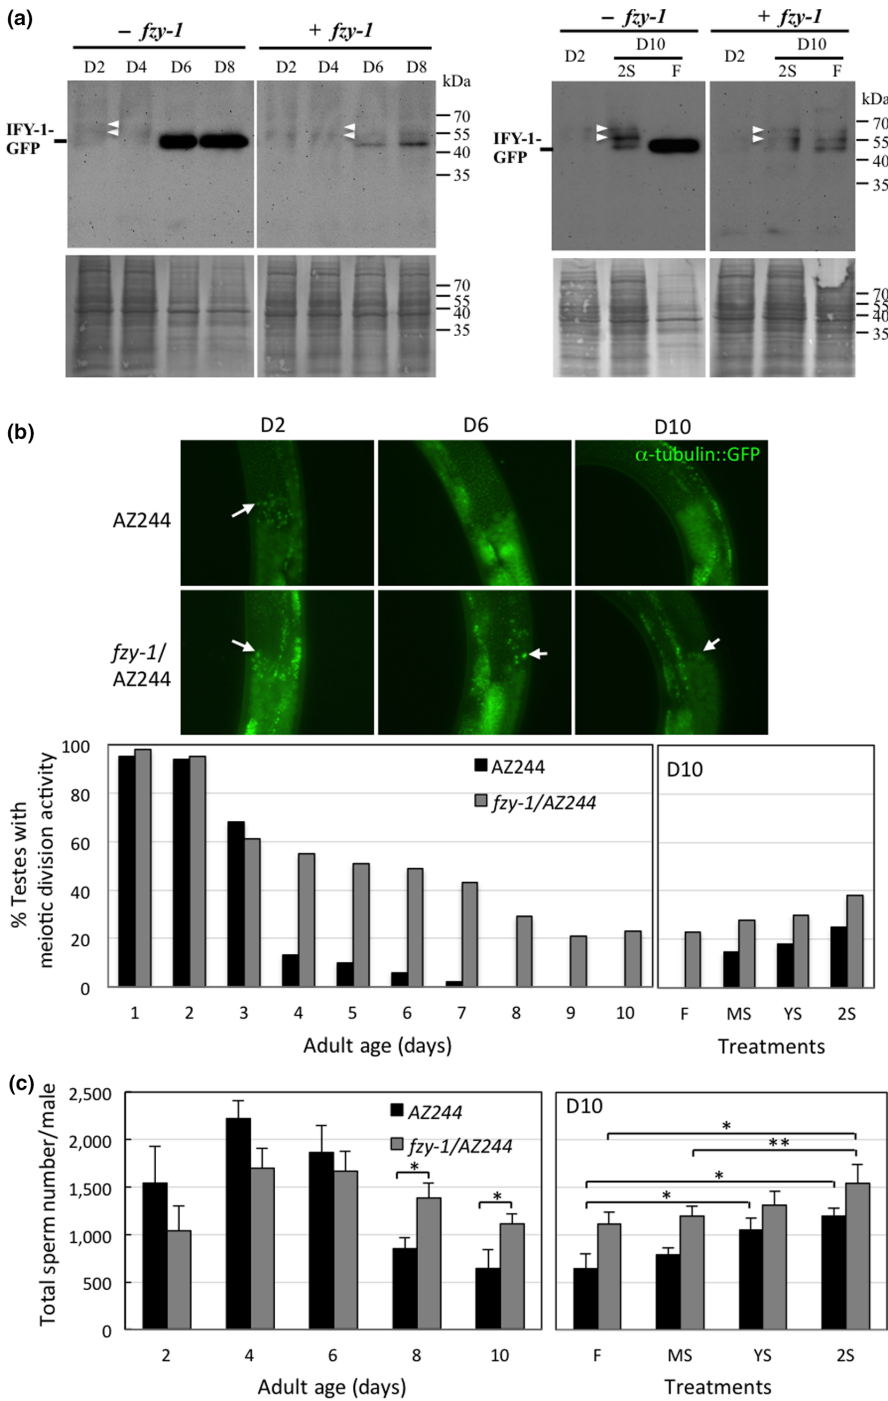 (a)
− fzy-1 + fzy-1
D2 D4 D6 D8 D2 D4 D6 D8
kDa
IFY-1-
GFP
70
55
40
35
70
55
40
35
− fzy-1 + fzy-1
D2 D10 D2 D10
2S F 2S F
kDa
IFY-1-
GFP
70
55
40
35
70
55
40
35
(b)
D2 D6 D10
α-tubulin::GFP
AZ244
fzy-1/
AZ244
% Testes with
meiotic division activity
100
80
60
40
20
0
AZ244
fzy-1/AZ244
1 2 3 4 5 6 7 8 9 10
Adult age (days)
D10
F MS YS 2S
Treatments
(c)
Total sperm number/male
2,500
2,000
1,500
1,000
500
0
AZ244
fzy-1/AZ244
*
*
2 4 6 8 10
Adult age (days)
D10
*
**
*
*
F MS YS 2S
Treatments